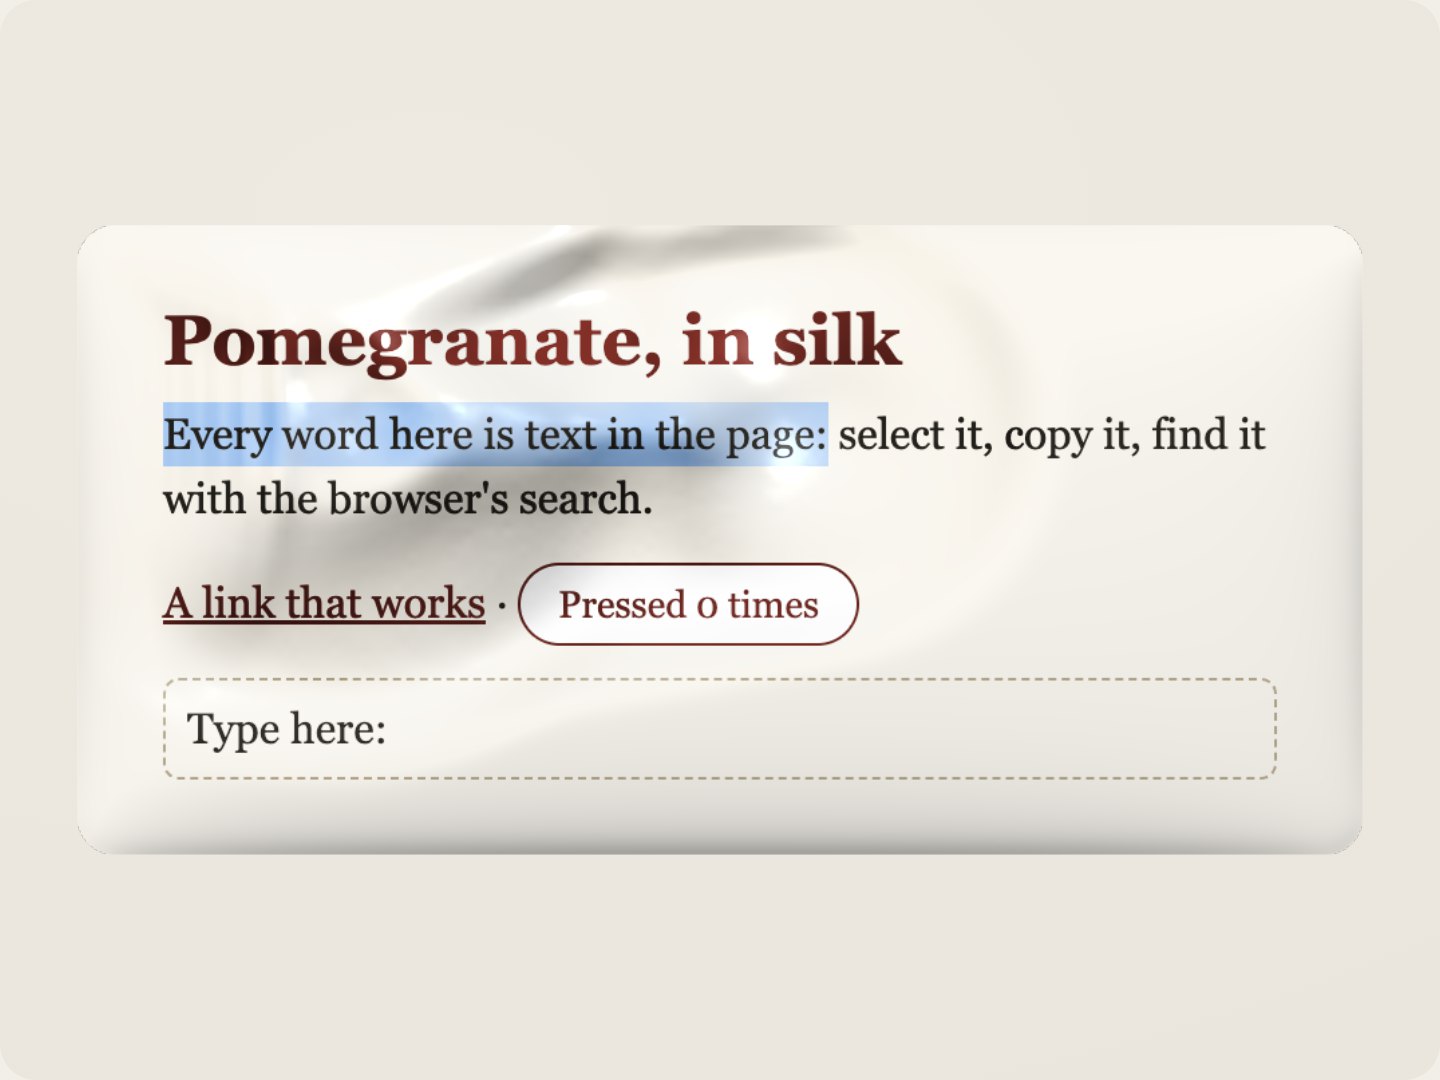 Pomegranate, in silk
Every word here is text in the page: select it, copy it, find it
with the browser's search.
A link that works · Pressed 0 times
Type here: